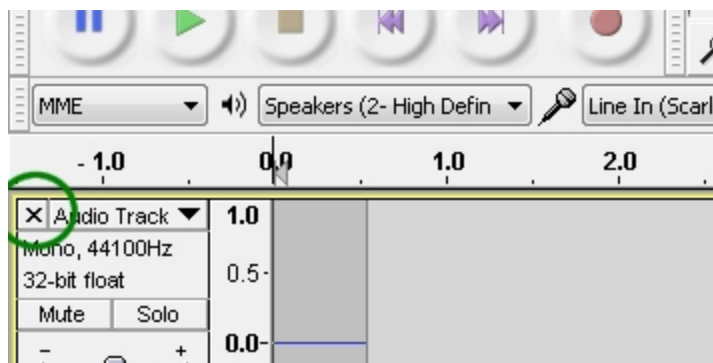 MME Speakers (2- High Defin Line In (Scarl
- 1.0 0.0 1.0 2.0
X Audio Track 1.0
Mono, 44100Hz
32-bit float 0.5-
Mute Solo
- + 0.0-